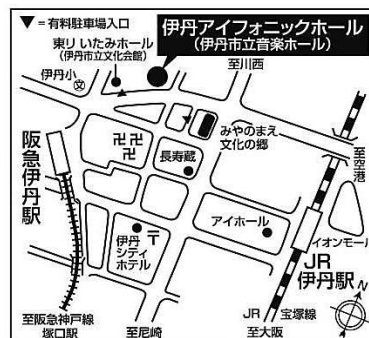 ▼=有料駐車場入口
伊丹アイフォニックホール
(伊丹市立音楽ホール)
東リ いたみホール
(伊丹市立文化会館)
伊丹小
文
至川西
みやのまえ
文化の郷
至空港
卍卍
卍
長寿蔵
阪急伊丹駅
アイホール
イオンモール
伊丹
シティ
ホテル
〒
JR
伊丹駅
N
至阪急神戸線
塚口駅
至尼崎
JR 宝塚線
至大阪